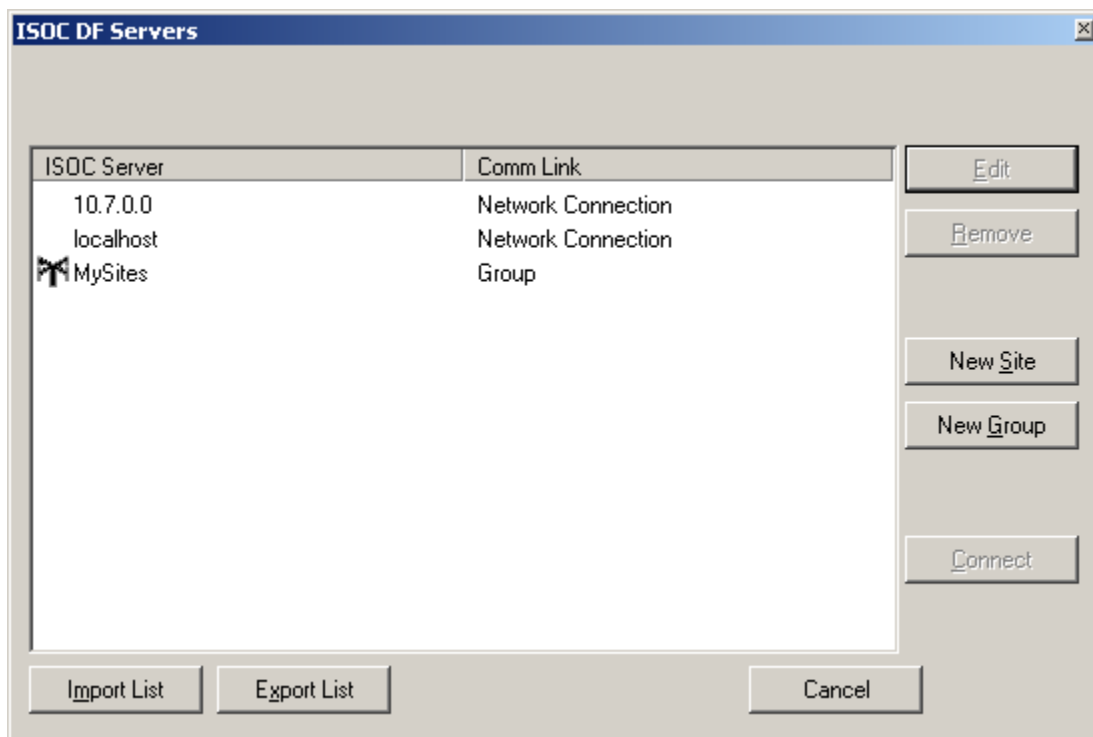 ISOC DF Servers
ISOC Server Comm Link
10.7.0.0 Network Connection
localhost Network Connection
MySites Group
Edit
Remove
New Site
New Group
Connect
Import List Export List Cancel